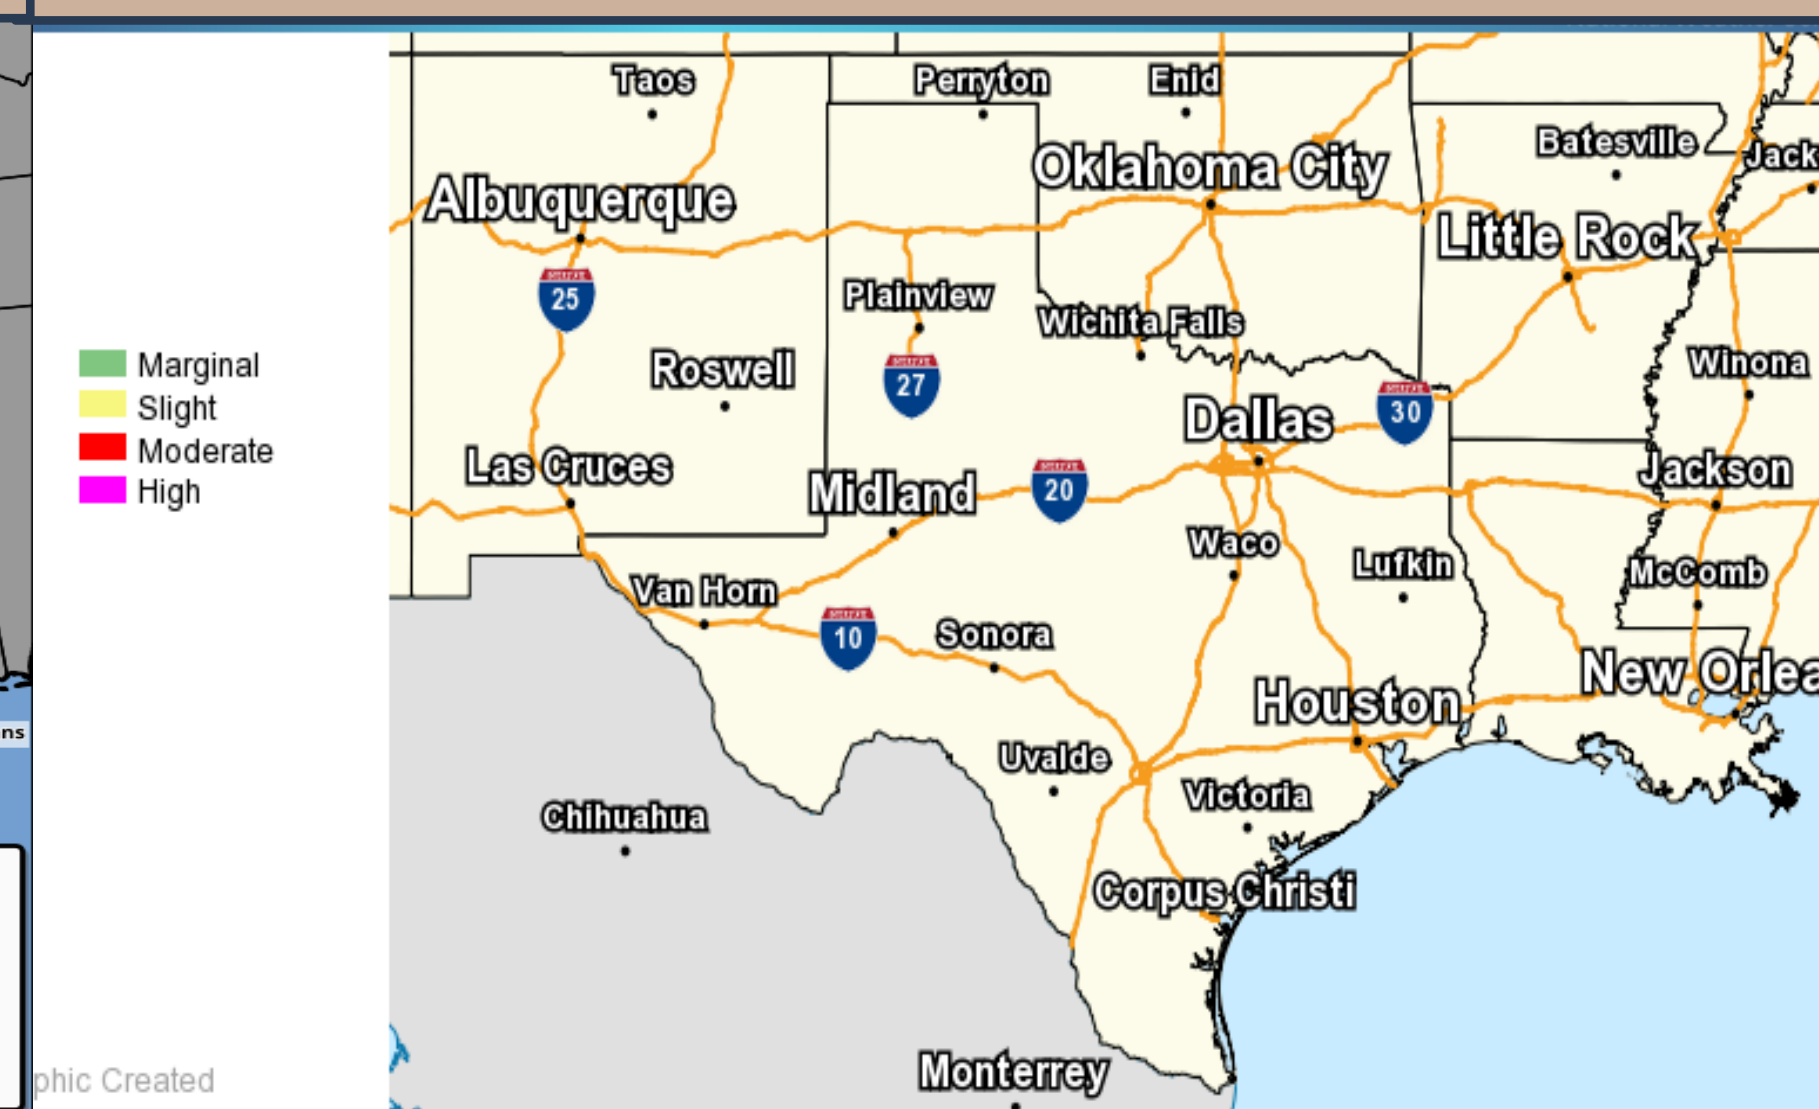 Taos
Perryton
Enid
Batesville
Jack
Oklahoma City
Albuquerque
Little Rock
25
Plainview
Wichita Falls
Roswell
27
Winona
Marginal
Slight
Moderate
High
30
Dallas
Las Cruces
Midland
20
Jackson
Waco
Lufkin
McComb
Van Horn
10
Sonora
New Orlea
Houston
ns
Uvalde
Victoria
Chihuahua
Corpus Christi
Monterrey
phic Created